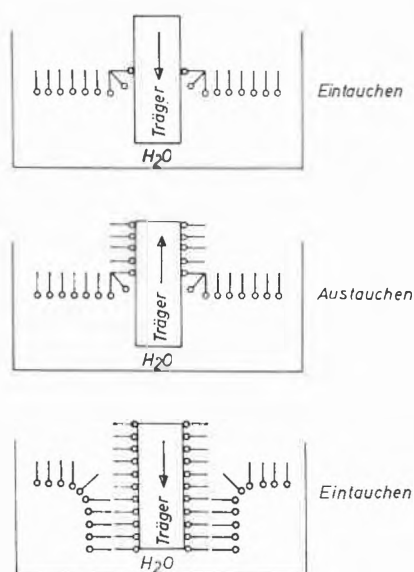 Träger
H₂O
Eintauchen
Träger
H₂O
Austauchen
Träger
H₂O
Eintauchen